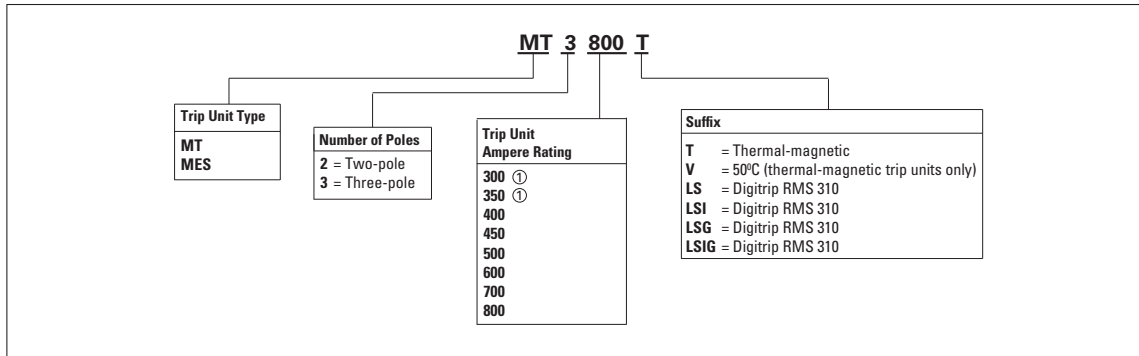 MT 3 800 T
Trip Unit Type
MT
MES
Number of Poles
2 = Two-pole
3 = Three-pole
Trip Unit
Ampere Rating
300 ①
350 ①
400
450
500
600
700
800
Suffix
T = Thermal-magnetic
V = 50ºC (thermal-magnetic trip units only)
LS = Digitrip RMS 310
LSI = Digitrip RMS 310
LSG = Digitrip RMS 310
LSIG = Digitrip RMS 310